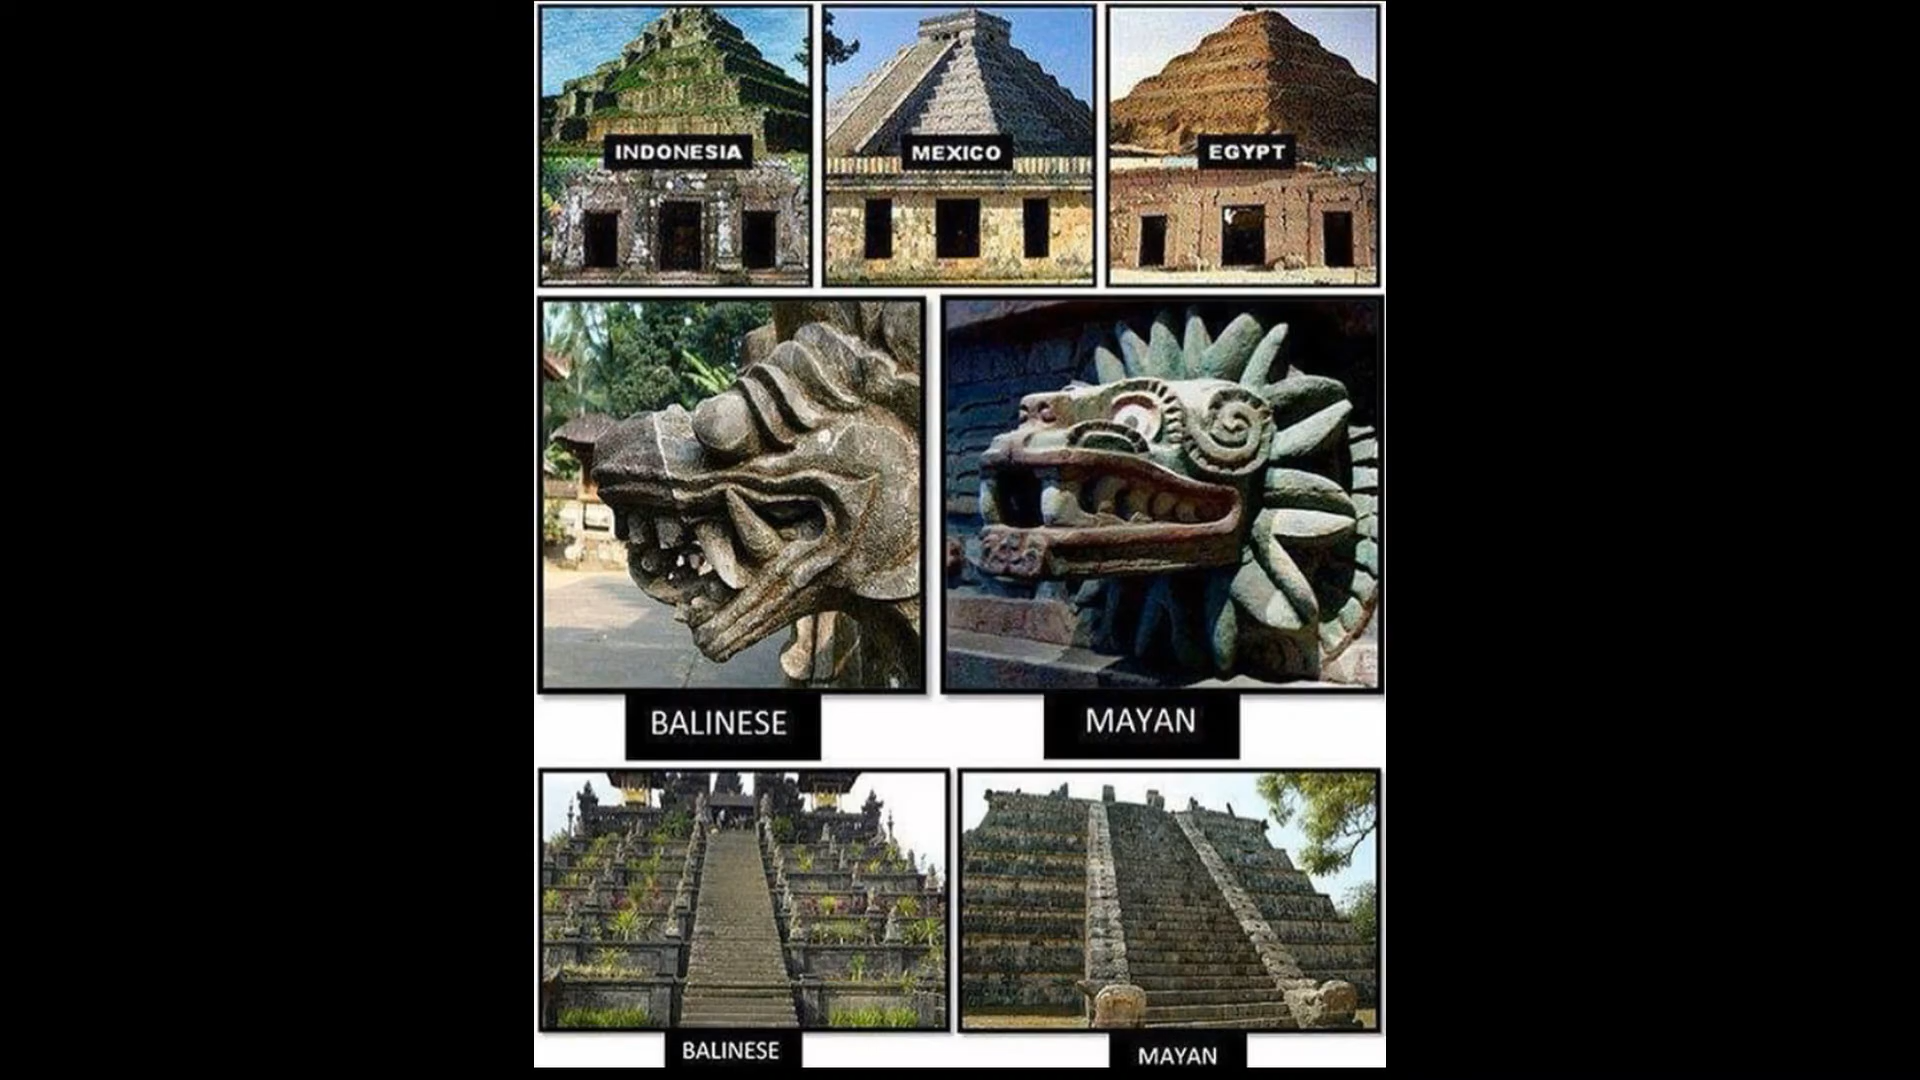 INDONESIA
MEXICO
EGYPT
BALINESE
MAYAN
BALINESE
MAYAN